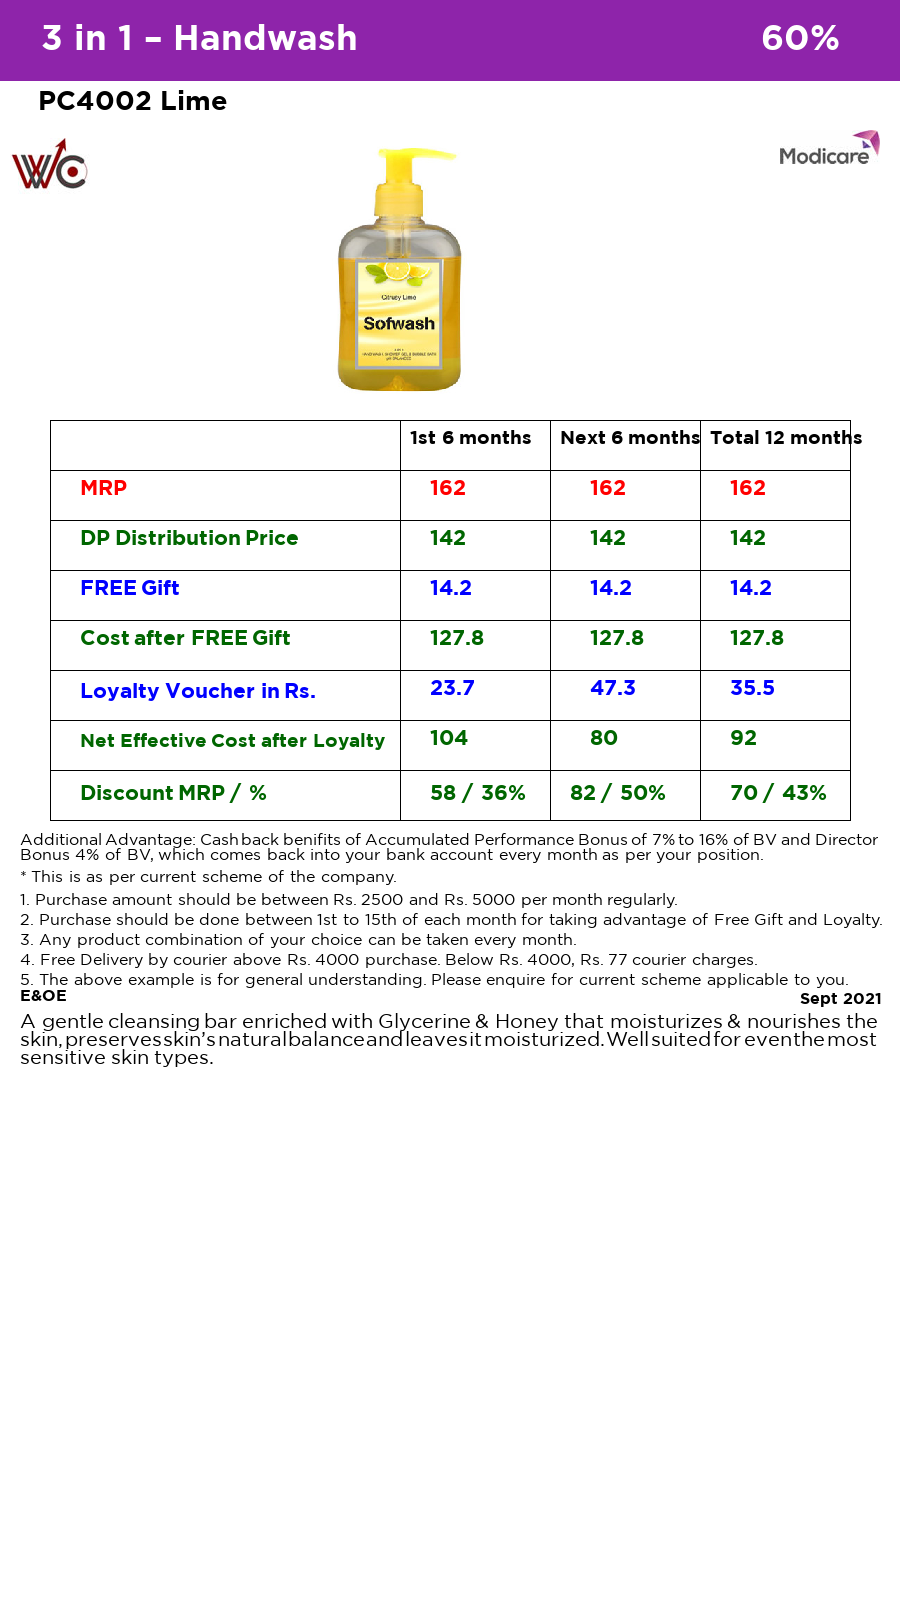 3 in 1 – Handwash 60%
PC4002 Lime
WC
Modicare
Citrusy Lime
Sofwash
3 IN 1
HANDWASH, SHOWER GEL & BUBBLE BATH
pH BALANCED
1st 6 months Next 6 months Total 12 months
MRP 162 162 162
DP Distribution Price 142 142 142
FREE Gift 14.2 14.2 14.2
Cost after FREE Gift 127.8 127.8 127.8
Loyalty Voucher in Rs. 23.7 47.3 35.5
Net Effective Cost after Loyalty 104 80 92
Discount MRP / % 58 / 36% 82 / 50% 70 / 43%
Additional Advantage: Cash back benifits of Accumulated Performance Bonus of 7% to 16% of BV and Director
Bonus 4% of BV, which comes back into your bank account every month as per your position.
* This is as per current scheme of the company.
1. Purchase amount should be between Rs. 2500 and Rs. 5000 per month regularly.
2. Purchase should be done between 1st to 15th of each month for taking advantage of Free Gift and Loyalty.
3. Any product combination of your choice can be taken every month.
4. Free Delivery by courier above Rs. 4000 purchase. Below Rs. 4000, Rs. 77 courier charges.
5. The above example is for general understanding. Please enquire for current scheme applicable to you.
E&OE Sept 2021
A gentle cleansing bar enriched with Glycerine & Honey that moisturizes & nourishes the
skin, preserves skin’s natural balance and leaves it moisturized. Well suited for even the most
sensitive skin types.